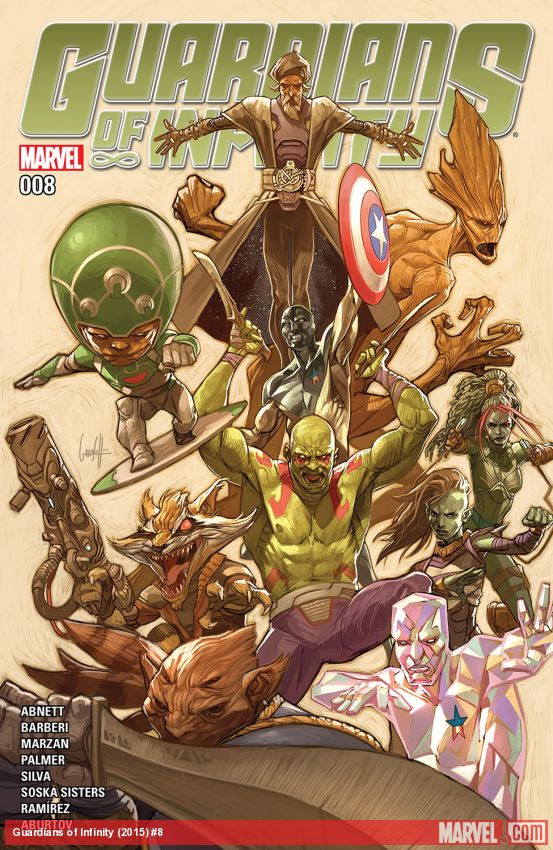 GUARDIANS
OF INFINITY
MARVEL
008
ABNETT
BARBERI
MARZAN
PALMER
SILVA
SOSKA SISTERS
RAMÍREZ
ABURTOV
Guardians of Infinity (2015) #8
MARVEL.com